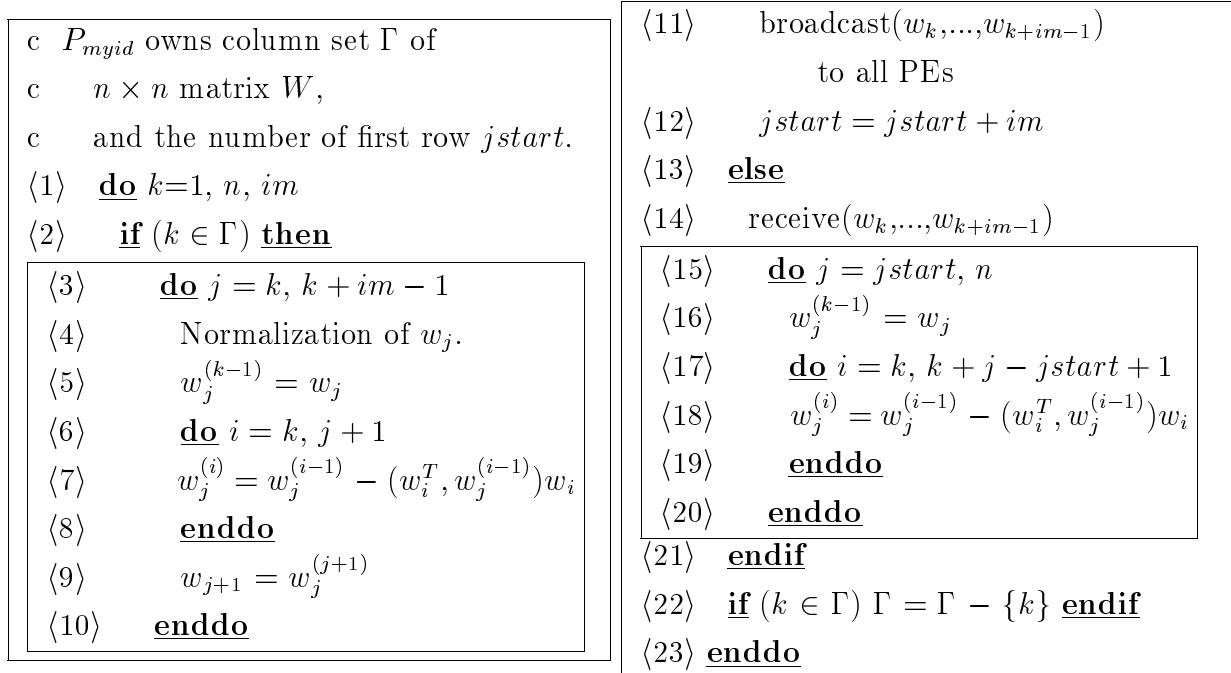 c P_{myid} owns column set Γ of
c n × n matrix W,
c and the number of first row jstart.
⟨1⟩ do k=1, n, im
⟨2⟩ if (k ∈ Γ) then
⟨3⟩ do j = k, k + im − 1
⟨4⟩ Normalization of w_j.
⟨5⟩ w_j^{(k−1)} = w_j
⟨6⟩ do i = k, j + 1
⟨7⟩ w_j^{(i)} = w_j^{(i−1)} − (w_i^T, w_j^{(i−1)})w_i
⟨8⟩ enddo
⟨9⟩ w_{j+1} = w_j^{(j+1)}
⟨10⟩ enddo
⟨11⟩ broadcast(w_k,...,w_{k+im−1})
to all PEs
⟨12⟩ jstart = jstart + im
⟨13⟩ else
⟨14⟩ receive(w_k,...,w_{k+im−1})
⟨15⟩ do j = jstart, n
⟨16⟩ w_j^{(k−1)} = w_j
⟨17⟩ do i = k, k + j − jstart + 1
⟨18⟩ w_j^{(i)} = w_j^{(i−1)} − (w_i^T, w_j^{(i−1)})w_i
⟨19⟩ enddo
⟨20⟩ enddo
⟨21⟩ endif
⟨22⟩ if (k ∈ Γ) Γ = Γ − {k} endif
⟨23⟩ enddo